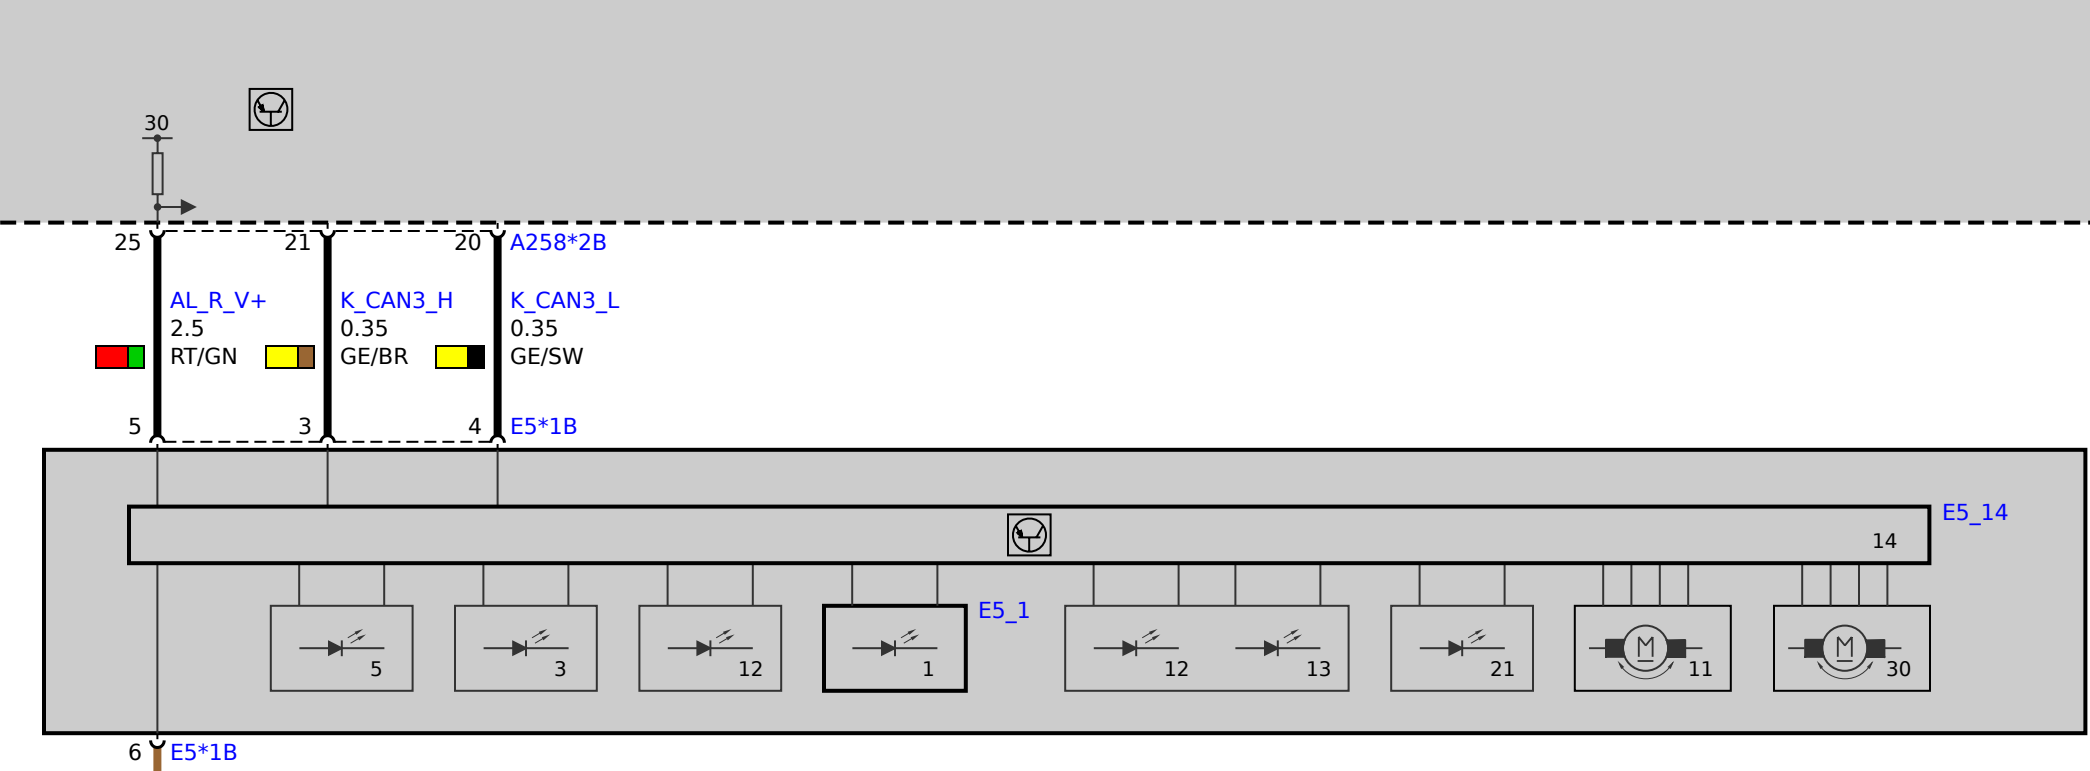 30
25
21
20
A258*2B
AL_R_V+
2.5
RT/GN
K_CAN3_H
0.35
GE/BR
K_CAN3_L
0.35
GE/SW
5
3
4
E5*1B
E5_14
14
E5_1
5
3
12
1
12
13
21
M
11
M
30
6
E5*1B